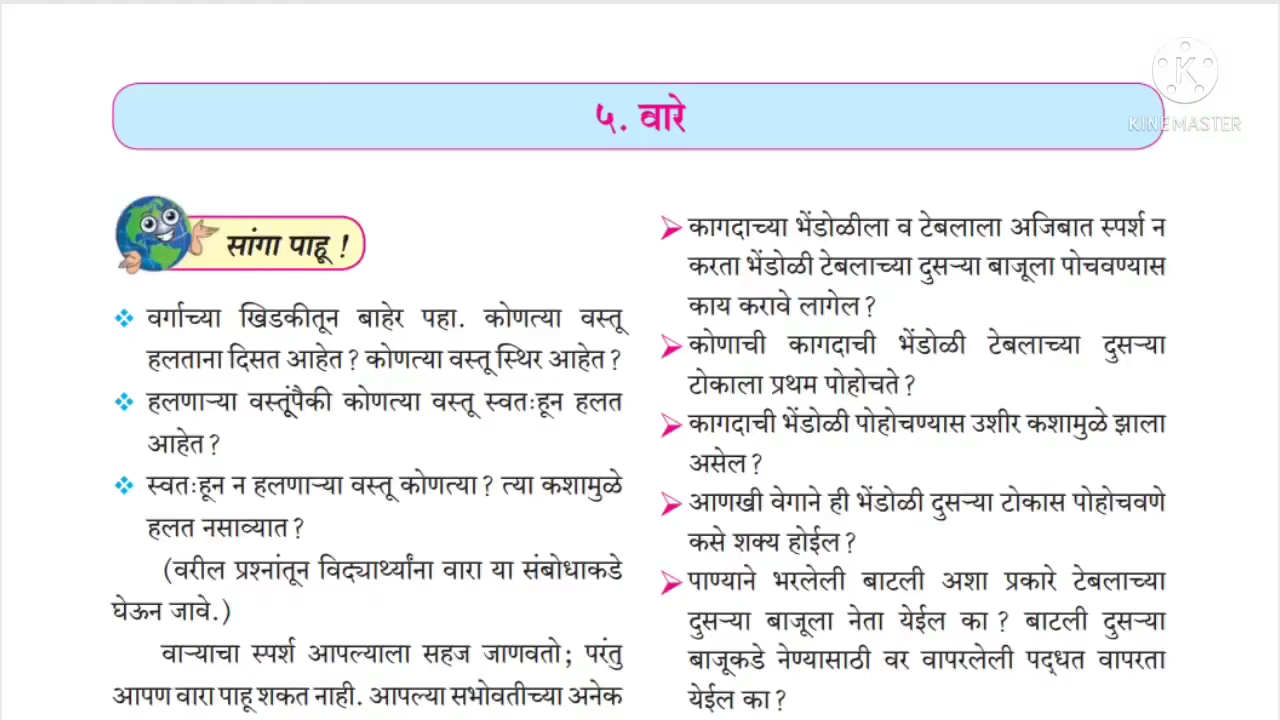 ५. वारे
KINEMASTER
सांगा पाहू !
वर्गाच्या खिडकीतून बाहेर पहा. कोणत्या वस्तू
हलताना दिसत आहेत ? कोणत्या वस्तू स्थिर आहेत ?
हलणाऱ्या वस्तूंपैकी कोणत्या वस्तू स्वतःहून हलत
आहेत ?
स्वतःहून न हलणाऱ्या वस्तू कोणत्या ? त्या कशामुळे
हलत नसाव्यात ?
(वरील प्रश्नांतून विद्यार्थ्यांना वारा या संबोधाकडे
घेऊन जावे.)
वाऱ्याचा स्पर्श आपल्याला सहज जाणवतो ; परंतु
आपण वारा पाहू शकत नाही. आपल्या सभोवतीच्या अनेक
कागदाच्या भेंडोळीला व टेबलाला अजिबात स्पर्श न
करता भेंडोळी टेबलाच्या दुसऱ्या बाजूला पोचवण्यास
काय करावे लागेल ?
कोणाची कागदाची भेंडोळी टेबलाच्या दुसऱ्या
टोकाला प्रथम पोहोचते ?
कागदाची भेंडोळी पोहोचण्यास उशीर कशामुळे झाला
असेल ?
आणखी वेगाने ही भेंडोळी दुसऱ्या टोकास पोहोचवणे
कसे शक्य होईल ?
पाण्याने भरलेली बाटली अशा प्रकारे टेबलाच्या
दुसऱ्या बाजूला नेता येईल का ? बाटली दुसऱ्या
बाजूकडे नेण्यासाठी वर वापरलेली पद्धत वापरता
येईल का ?